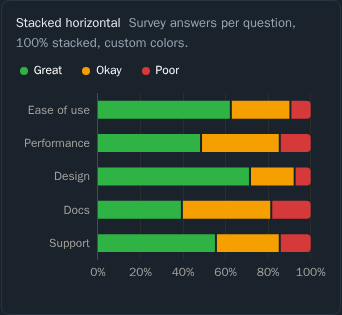 Stacked horizontal Survey answers per question,
100% stacked, custom colors.
Great Okay Poor
Ease of use
Performance
Design
Docs
Support
0% 20% 40% 60% 80% 100%